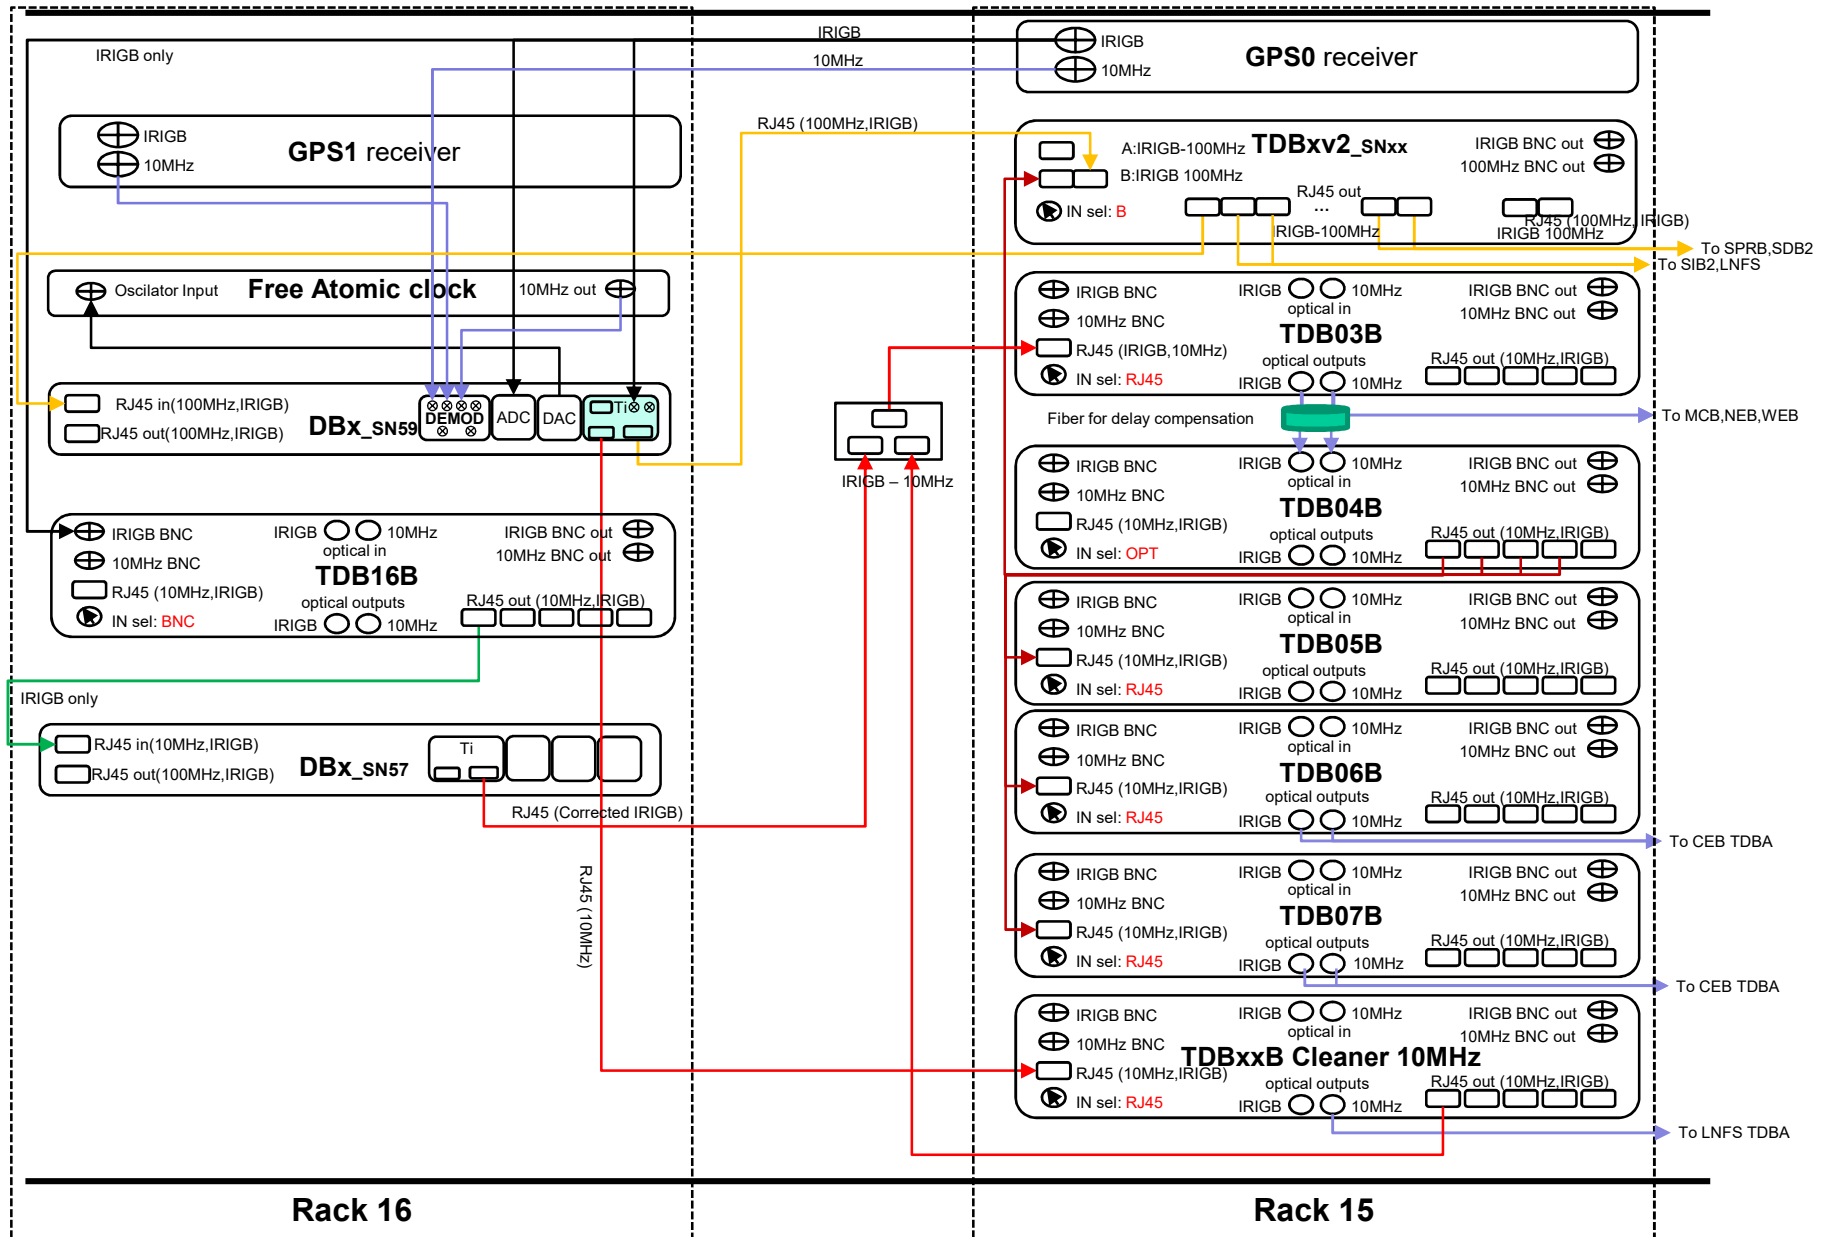 IRIGB only
IRIGB
10MHz
IRIGB
10MHz
GPS0 receiver
IRIGB
10MHz
GPS1 receiver
RJ45 (100MHz,IRIGB)
A:IRIGB-100MHz
TDBxv2_SNxx
IRIGB BNC out
100MHz BNC out
B:IRIGB 100MHz
RJ45 out
...
IN sel: B
IRIGB-100MHz
RJ45 (100MHz, IRIGB)
IRIGB 100MHz
To SPRB,SDB2
To SIB2,LNFS
Oscilator Input
Free Atomic clock
10MHz out
IRIGB BNC
10MHz BNC
RJ45 (IRIGB,10MHz)
IN sel: RJ45
IRIGB
10MHz
optical in
TDB03B
optical outputs
IRIGB
10MHz
IRIGB BNC out
10MHz BNC out
RJ45 out (10MHz,IRIGB)
RJ45 in(100MHz,IRIGB)
RJ45 out(100MHz,IRIGB)
DBx_SN59
DEMOD
ADC
DAC
Ti
Fiber for delay compensation
To MCB,NEB,WEB
IRIGB – 10MHz
IRIGB BNC
10MHz BNC
RJ45 (10MHz,IRIGB)
IN sel: OPT
IRIGB
10MHz
optical in
TDB04B
optical outputs
IRIGB
10MHz
IRIGB BNC out
10MHz BNC out
RJ45 out (10MHz,IRIGB)
IRIGB BNC
10MHz BNC
RJ45 (10MHz,IRIGB)
IN sel: BNC
IRIGB
10MHz
optical in
TDB16B
optical outputs
IRIGB
10MHz
IRIGB BNC out
10MHz BNC out
RJ45 out (10MHz,IRIGB)
IRIGB BNC
10MHz BNC
RJ45 (10MHz,IRIGB)
IN sel: RJ45
IRIGB
10MHz
optical in
TDB05B
optical outputs
IRIGB
10MHz
IRIGB BNC out
10MHz BNC out
RJ45 out (10MHz,IRIGB)
IRIGB only
RJ45 in(10MHz,IRIGB)
RJ45 out(100MHz,IRIGB)
DBx_SN57
Ti
RJ45 (Corrected IRIGB)
IRIGB BNC
10MHz BNC
RJ45 (10MHz,IRIGB)
IN sel: RJ45
IRIGB
10MHz
optical in
TDB06B
optical outputs
IRIGB
10MHz
IRIGB BNC out
10MHz BNC out
RJ45 out (10MHz,IRIGB)
To CEB TDBA
RJ45 (10MHz)
IRIGB BNC
10MHz BNC
RJ45 (10MHz,IRIGB)
IN sel: RJ45
IRIGB
10MHz
optical in
TDB07B
optical outputs
IRIGB
10MHz
IRIGB BNC out
10MHz BNC out
RJ45 out (10MHz,IRIGB)
To CEB TDBA
IRIGB BNC
10MHz BNC
RJ45 (10MHz,IRIGB)
IN sel: RJ45
IRIGB
10MHz
optical in
TDBxxB Cleaner 10MHz
optical outputs
IRIGB
10MHz
IRIGB BNC out
10MHz BNC out
RJ45 out (10MHz,IRIGB)
To LNFS TDBA
Rack 16
Rack 15